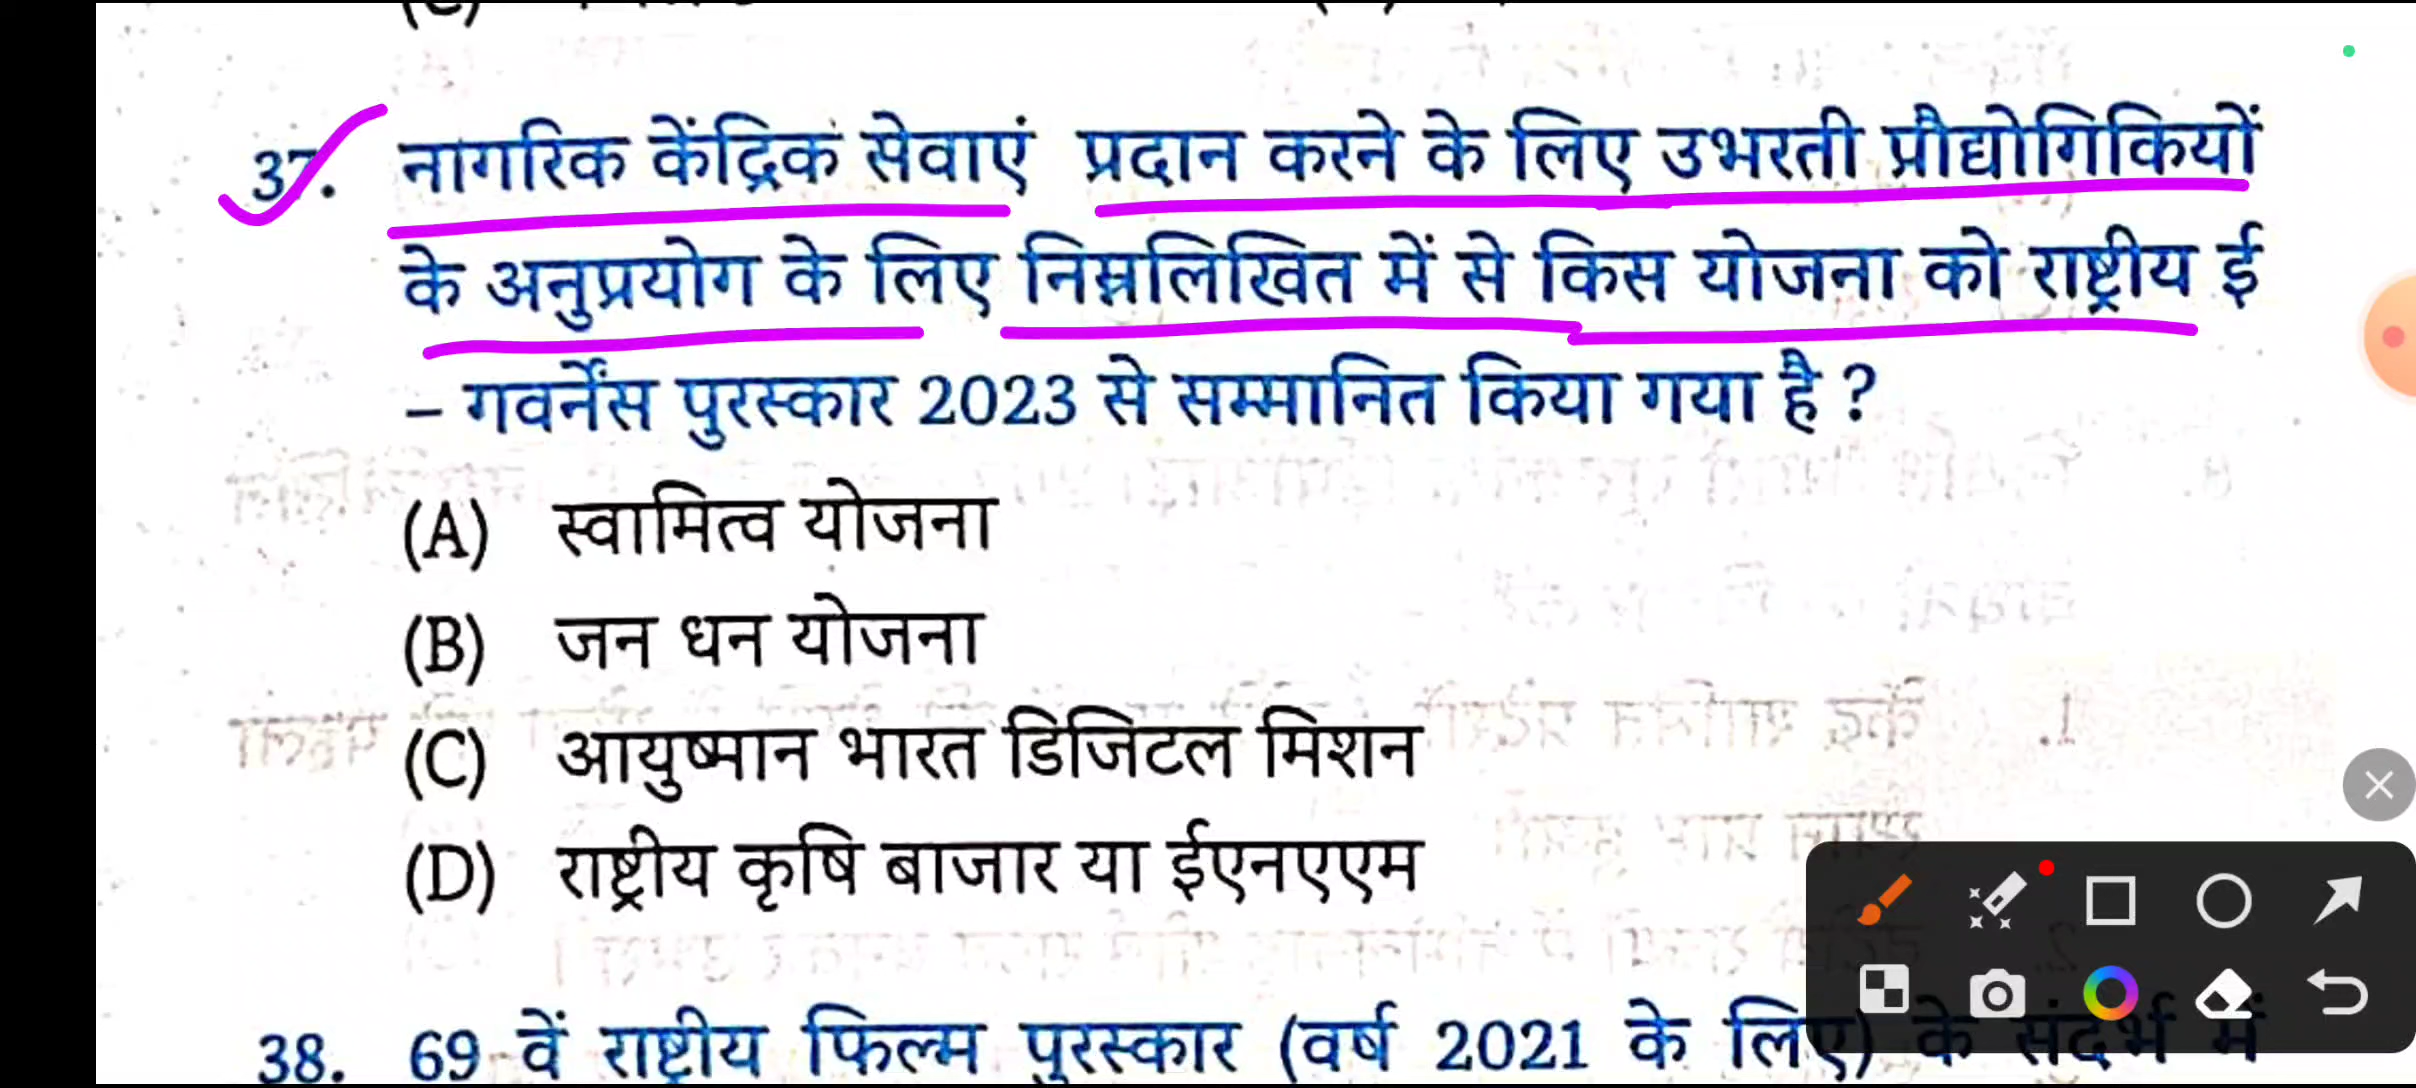 37. नागरिक केंद्रिक सेवाएं प्रदान करने के लिए उभरती प्रौद्योगिकियों
के अनुप्रयोग के लिए निम्नलिखित में से किस योजना को राष्ट्रीय ई
– गवर्नेंस पुरस्कार 2023 से सम्मानित किया गया है ?
(A) स्वामित्व योजना
(B) जन धन योजना
(C) आयुष्मान भारत डिजिटल मिशन
(D) राष्ट्रीय कृषि बाजार या ईएनएएम
38. 69 वें राष्ट्रीय फिल्म पुरस्कार (वर्ष 2021 के लिए) के संदर्भ में